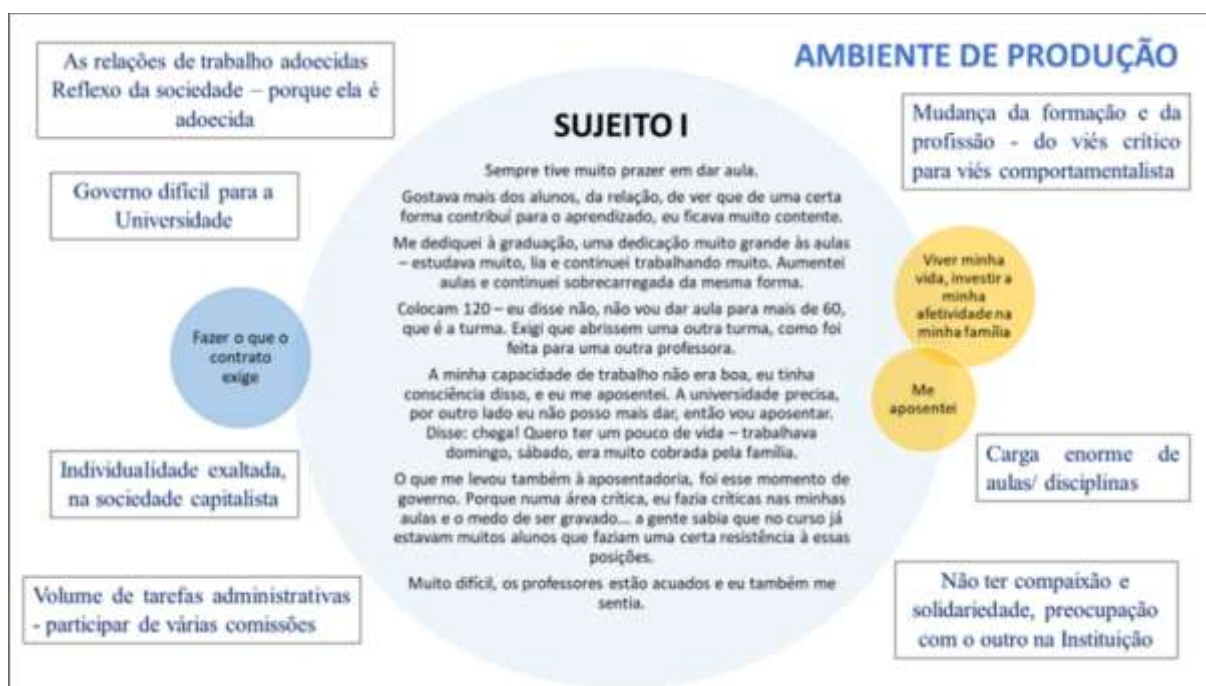 AMBIENTE DE PRODUÇÃO
As relações de trabalho adoecidas
Reflexo da sociedade – porque ela é
adoecida
Governo difícil para a
Universidade
Fazer o que o
contrato
exige
Individualidade exaltada,
na sociedade capitalista
Volume de tarefas administrativas
- participar de várias comissões
SUJEITO I
Sempre tive muito prazer em dar aula.
Gostava mais dos alunos, da relação, de ver que de uma certa
forma contribuí para o aprendizado, eu ficava muito contente.
Me dediquei à graduação, uma dedicação muito grande às aulas
– estudava muito, lia e continuei trabalhando muito. Aumentei
aulas e continuei sobrecarregada da mesma forma.
Colocam 120 – eu disse não, não vou dar aula para mais de 60,
que é a turma. Exigi que abrissem uma outra turma, como foi
feita para uma outra professora.
A minha capacidade de trabalho não era boa, eu tinha
consciência disso, e eu me aposentei. A universidade precisa,
por outro lado eu não posso mais dar, então vou aposentar.
Disse: chega! Quero ter um pouco de vida – trabalhava
domingo, sábado, era muito cobrada pela família.
O que me levou também à aposentadoria, foi esse momento de
governo. Porque numa área crítica, eu fazia críticas nas minhas
aulas e o medo de ser gravado... a gente sabia que no curso já
estavam muitos alunos que faziam uma certa resistência à essas
posições.
Muito difícil, os professores estão acuados e eu também me
sentia.
Mudança da formação e da
profissão - do viés crítico
para viés comportamentalista
Viver minha
vida, investir a
minha
afetividade na
minha família
Me
aposentei
Carga enorme de
aulas/ disciplinas
Não ter compaixão e
solidariedade, preocupação
com o outro na Instituição